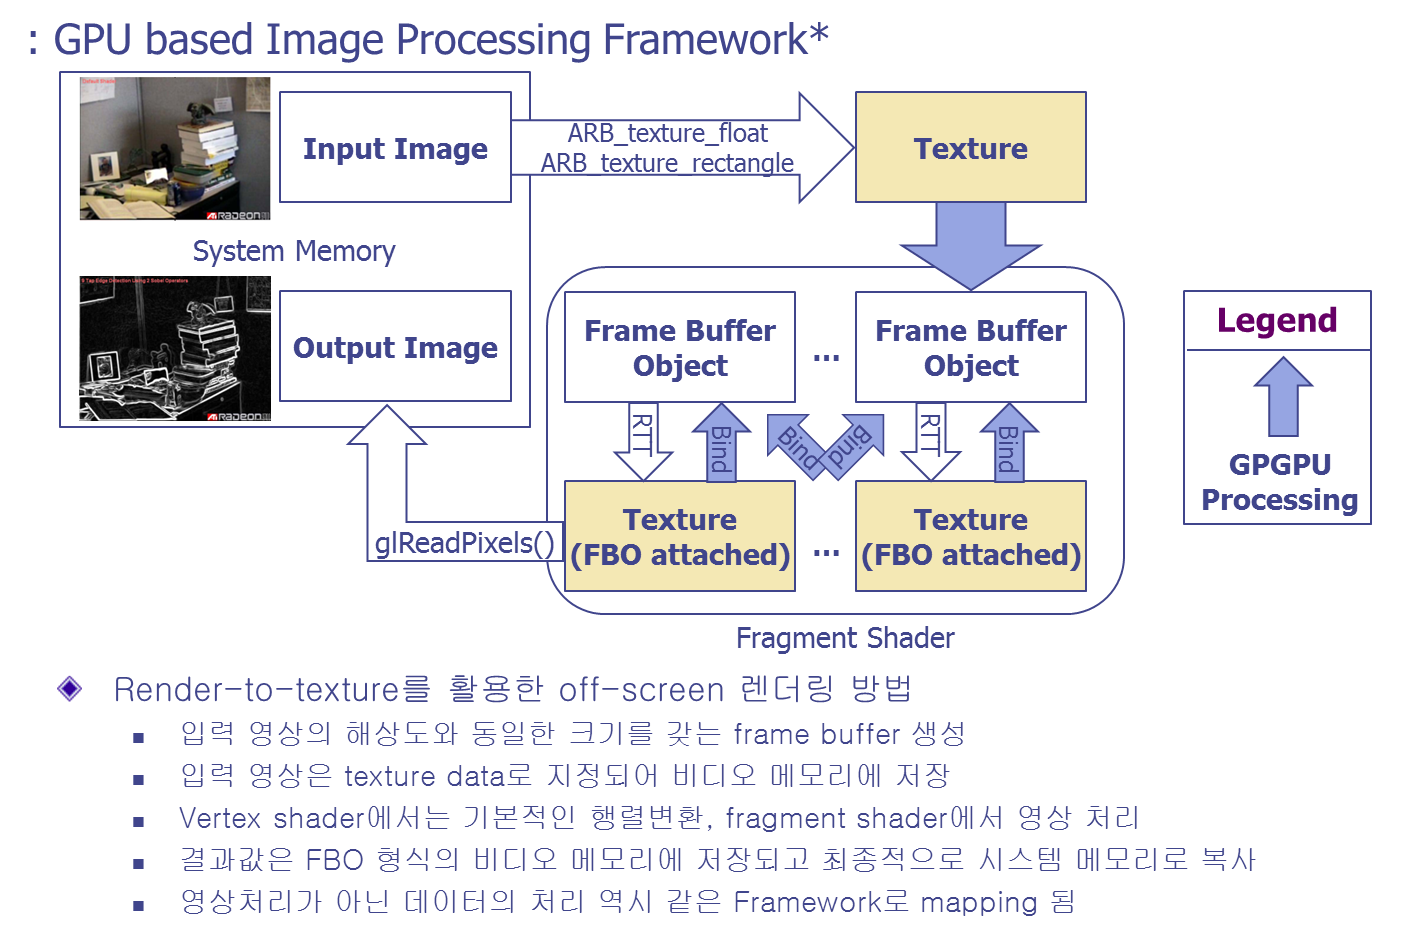 : GPU based Image Processing Framework*
Input Image
ARB_texture_float
ARB_texture_rectangle
Texture
RADEON
System Memory
8 Tap Edge Detection Using 2 Sobel Operators
Output Image
RADEON
Frame Buffer
Object
...
Frame Buffer
Object
Legend
GPGPU
Processing
RTT
Bind
Bind
Bind
RTT
Bind
glReadPixels()
Texture
(FBO attached)
...
Texture
(FBO attached)
Fragment Shader
Render-to-texture를 활용한 off-screen 렌더링 방법
입력 영상의 해상도와 동일한 크기를 갖는 frame buffer 생성
입력 영상은 texture data로 지정되어 비디오 메모리에 저장
Vertex shader에서는 기본적인 행렬변환, fragment shader에서 영상 처리
결과값은 FBO 형식의 비디오 메모리에 저장되고 최종적으로 시스템 메모리로 복사
영상처리가 아닌 데이터의 처리 역시 같은 Framework로 mapping 됨